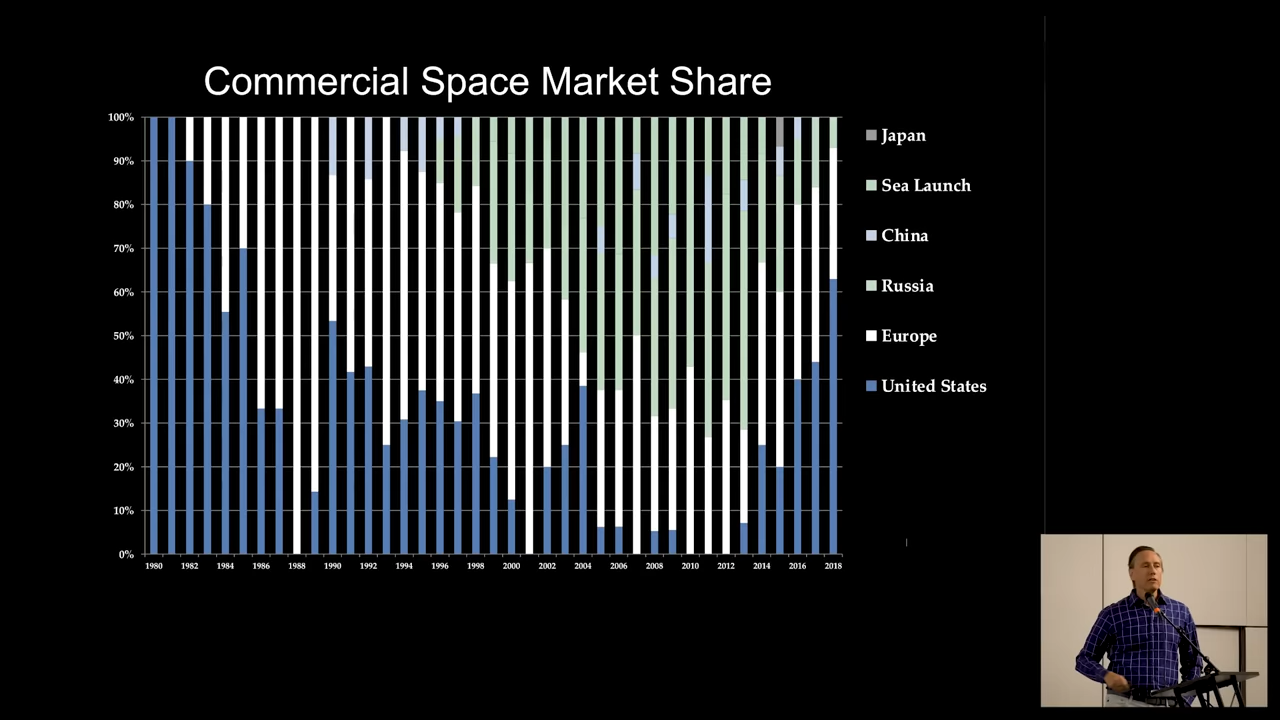 Commercial Space Market Share
100%
90%
80%
70%
60%
50%
40%
30%
20%
10%
0%
1980 1982 1984 1986 1988 1990 1992 1994 1996 1998 2000 2002 2004 2006 2008 2010 2012 2014 2016 2018
Japan
Sea Launch
China
Russia
Europe
United States